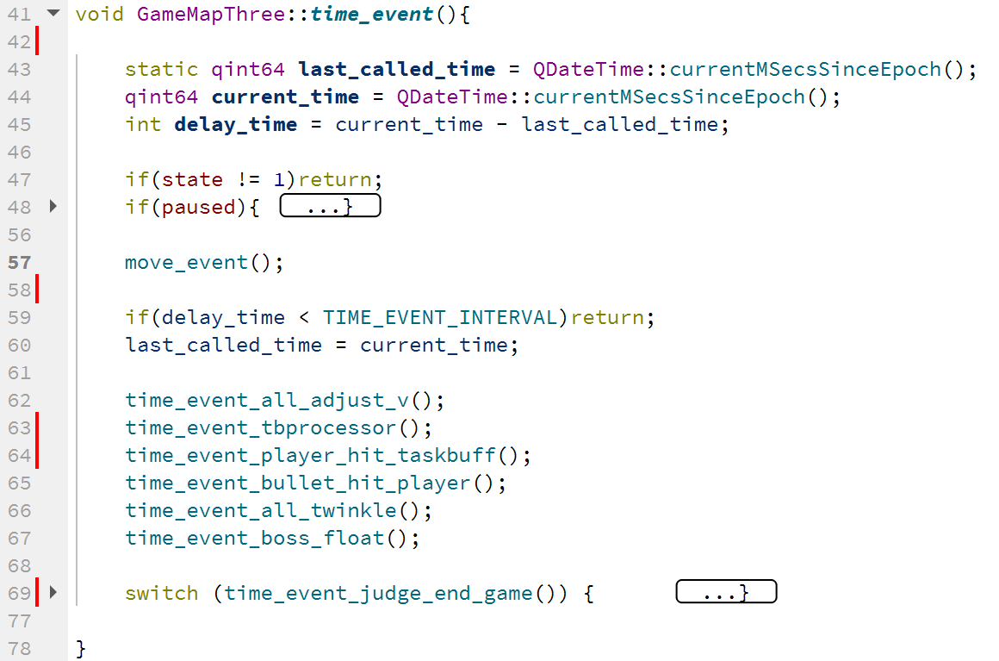 41 void GameMapThree::time_event(){
42
43 static qint64 last_called_time = QDateTime::currentMSecsSinceEpoch();
44 qint64 current_time = QDateTime::currentMSecsSinceEpoch();
45 int delay_time = current_time - last_called_time;
46
47 if(state != 1)return;
48 if(paused){ ...}
56
57 move_event();
58
59 if(delay_time < TIME_EVENT_INTERVAL)return;
60 last_called_time = current_time;
61
62 time_event_all_adjust_v();
63 time_event_tbprocessor();
64 time_event_player_hit_taskbuff();
65 time_event_bullet_hit_player();
66 time_event_all_twinkle();
67 time_event_boss_float();
68
69 switch (time_event_judge_end_game()) { ...}
77
78 }